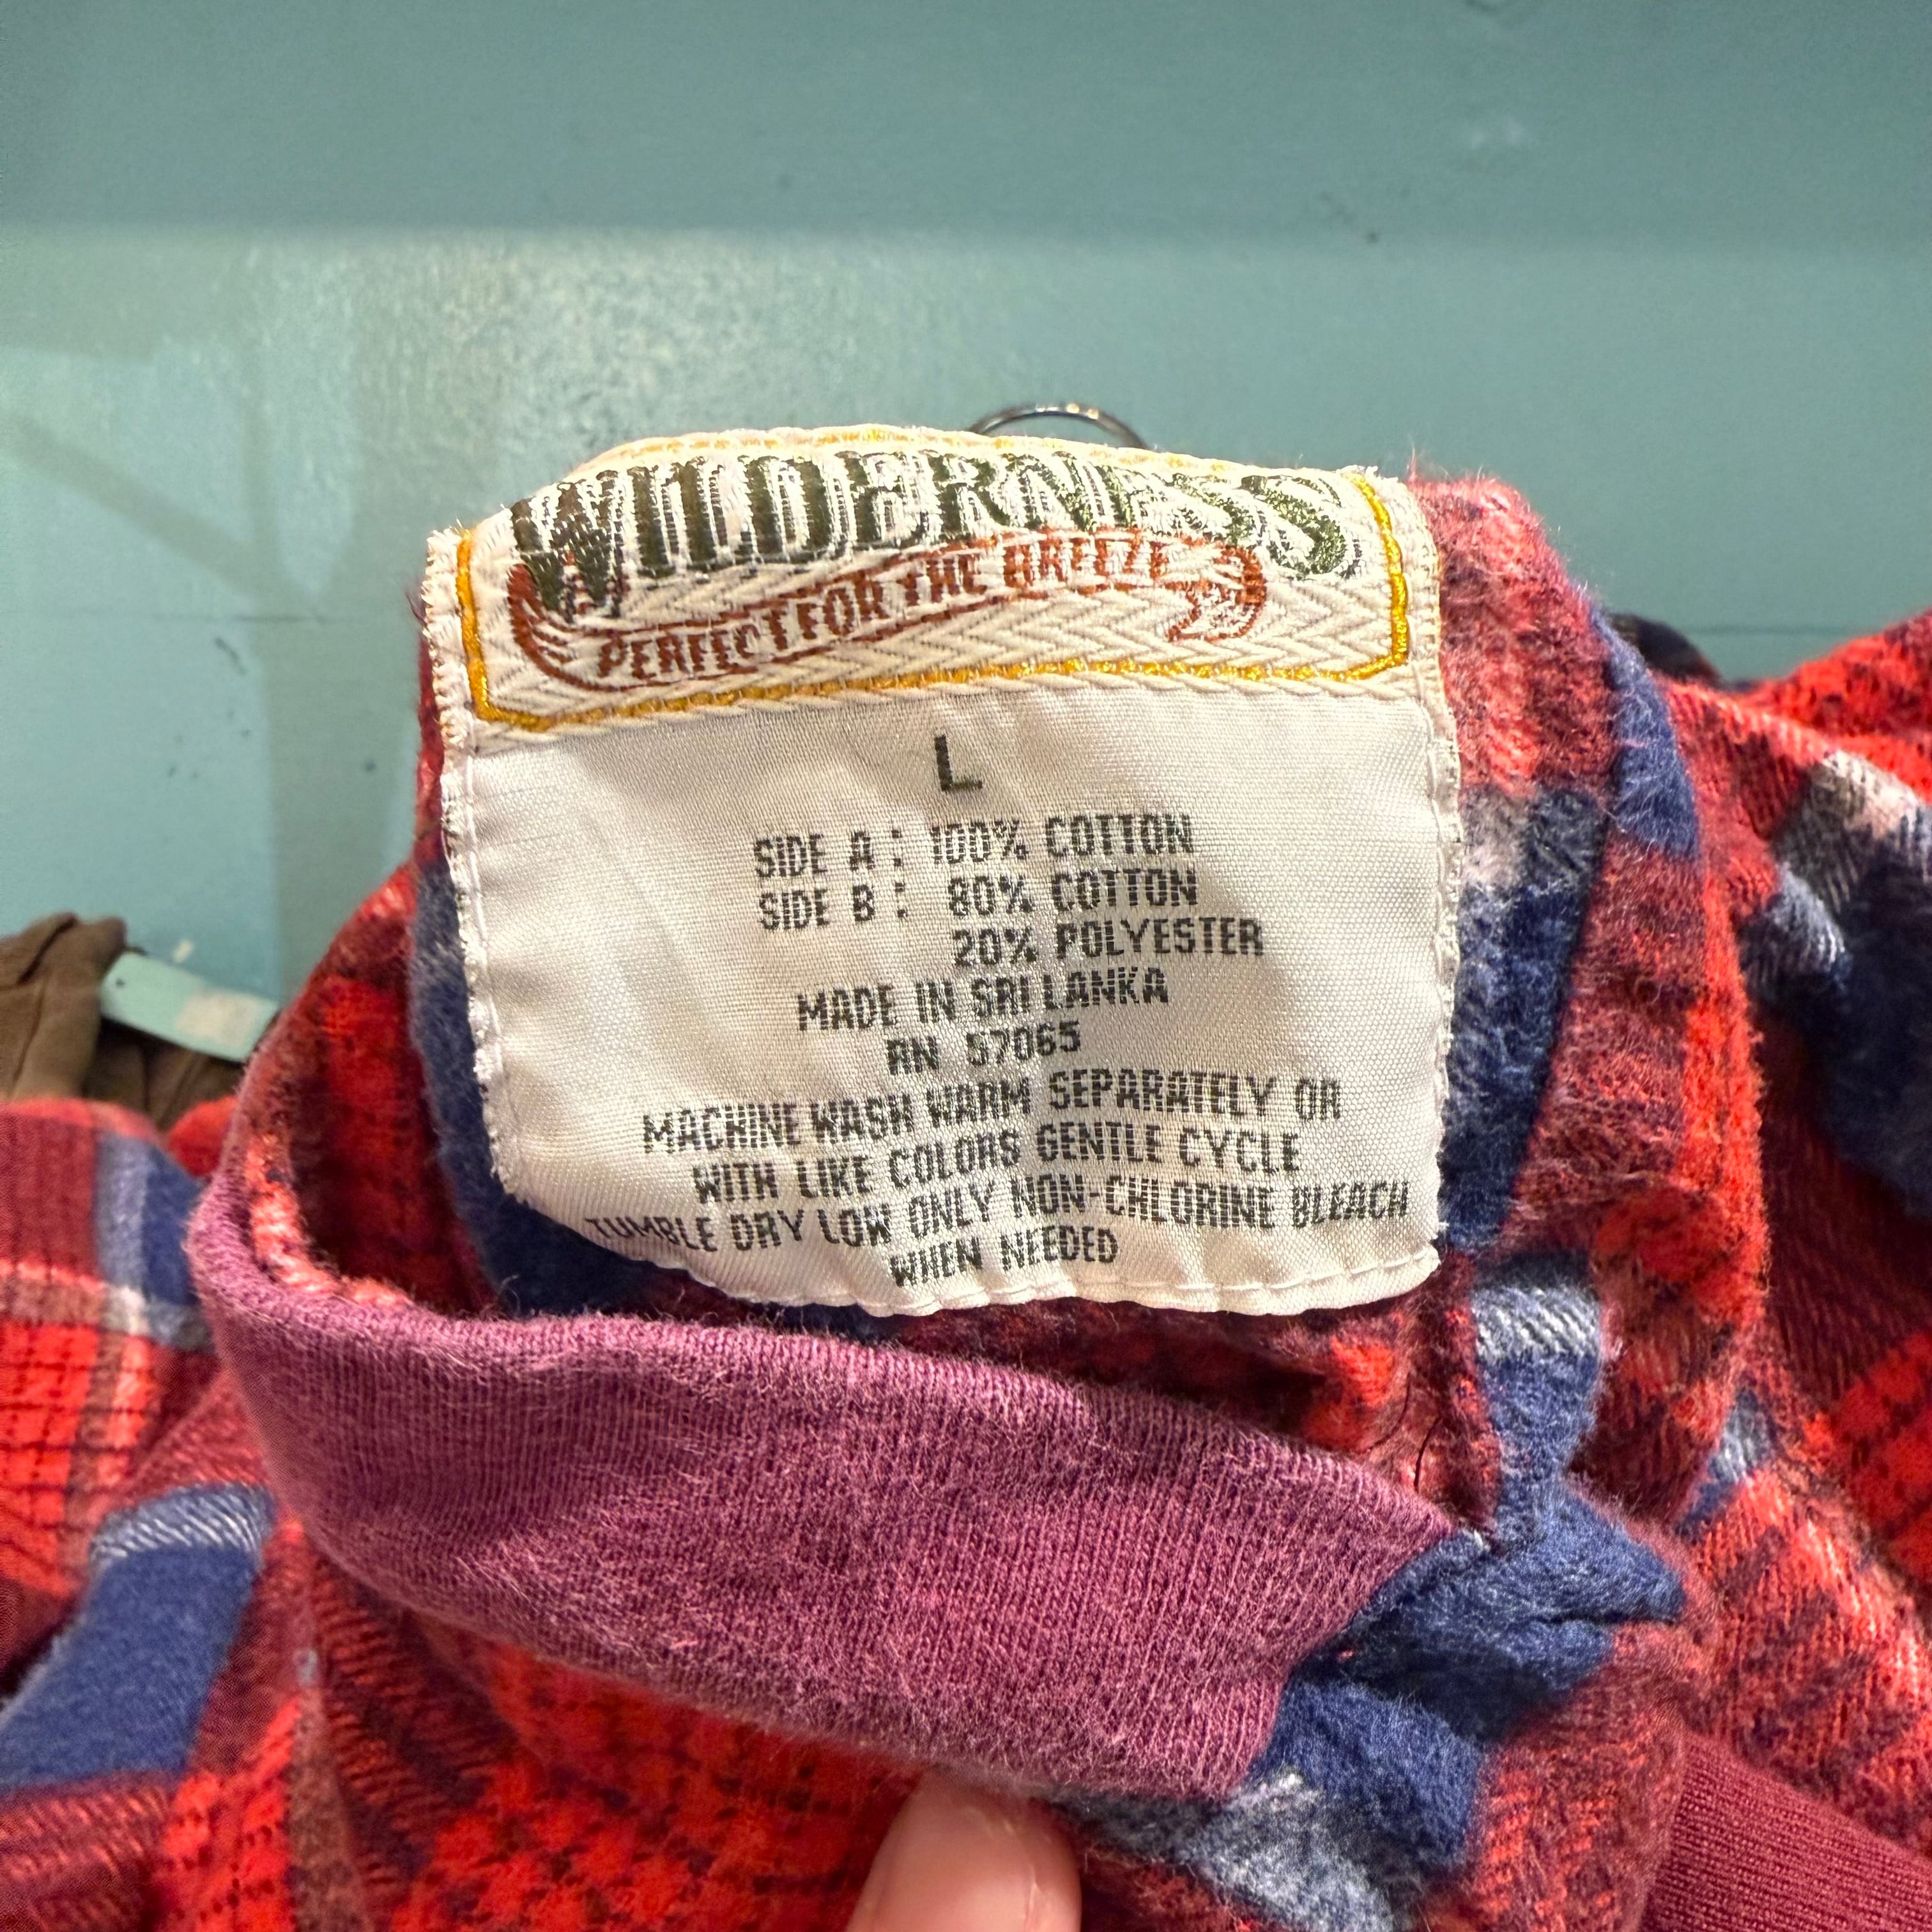 WILDERNESS
PERFECT FOR THE BREEZE
L
SIDE A : 100% COTTON
SIDE B : 80% COTTON
20% POLYESTER
MADE IN SRI LANKA
RN 57065
MACHINE WASH WARM SEPARATELY OR
WITH LIKE COLORS GENTLE CYCLE
TUMBLE DRY LOW ONLY NON-CHLORINE BLEACH
WHEN NEEDED